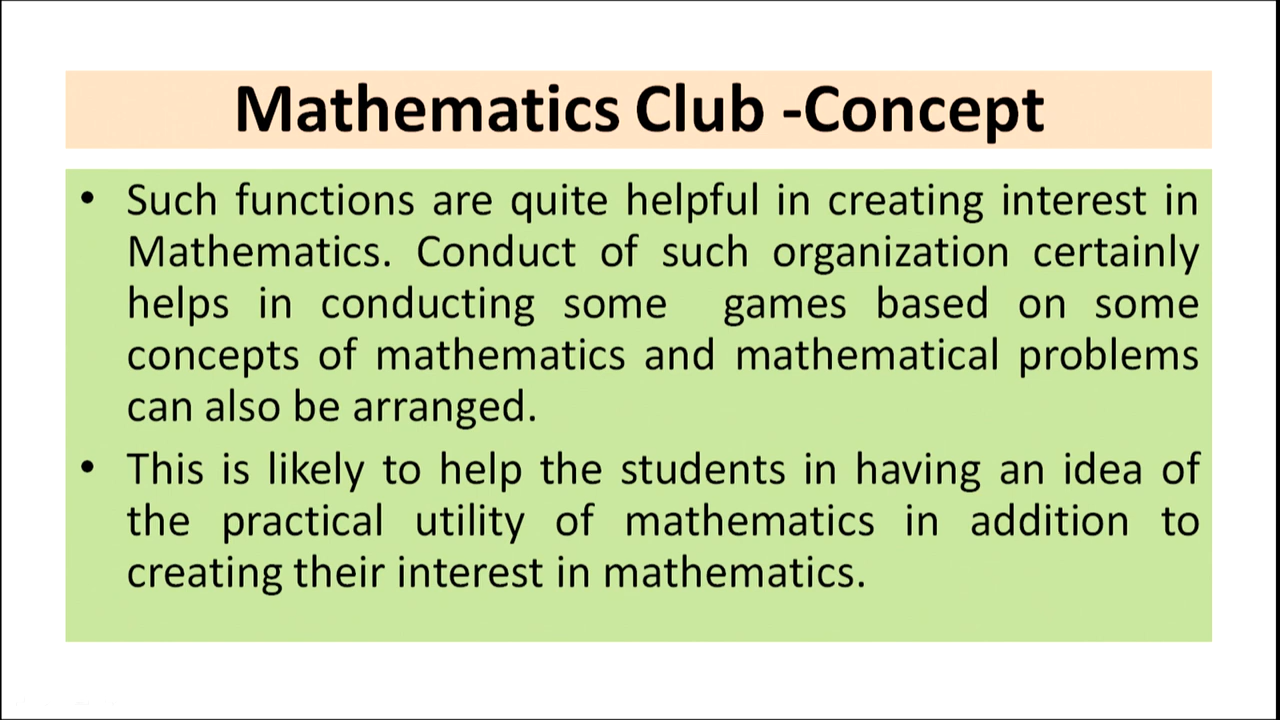 Mathematics Club -Concept
• Such functions are quite helpful in creating interest in
Mathematics. Conduct of such organization certainly
helps in conducting some games based on some
concepts of mathematics and mathematical problems
can also be arranged.
• This is likely to help the students in having an idea of
the practical utility of mathematics in addition to
creating their interest in mathematics.